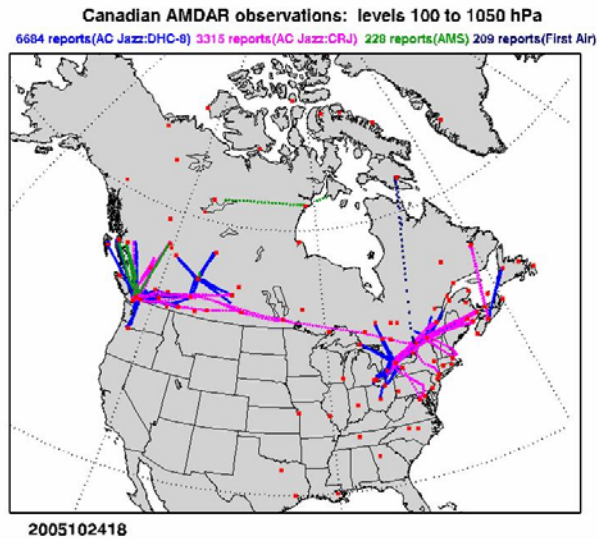 Canadian AMDAR observations: levels 100 to 1050 hPa
6684 reports(AC Jazz:DHC-8) 3315 reports(AC Jazz:CRJ) 228 reports(AMS) 209 reports(First Air)
2005102418